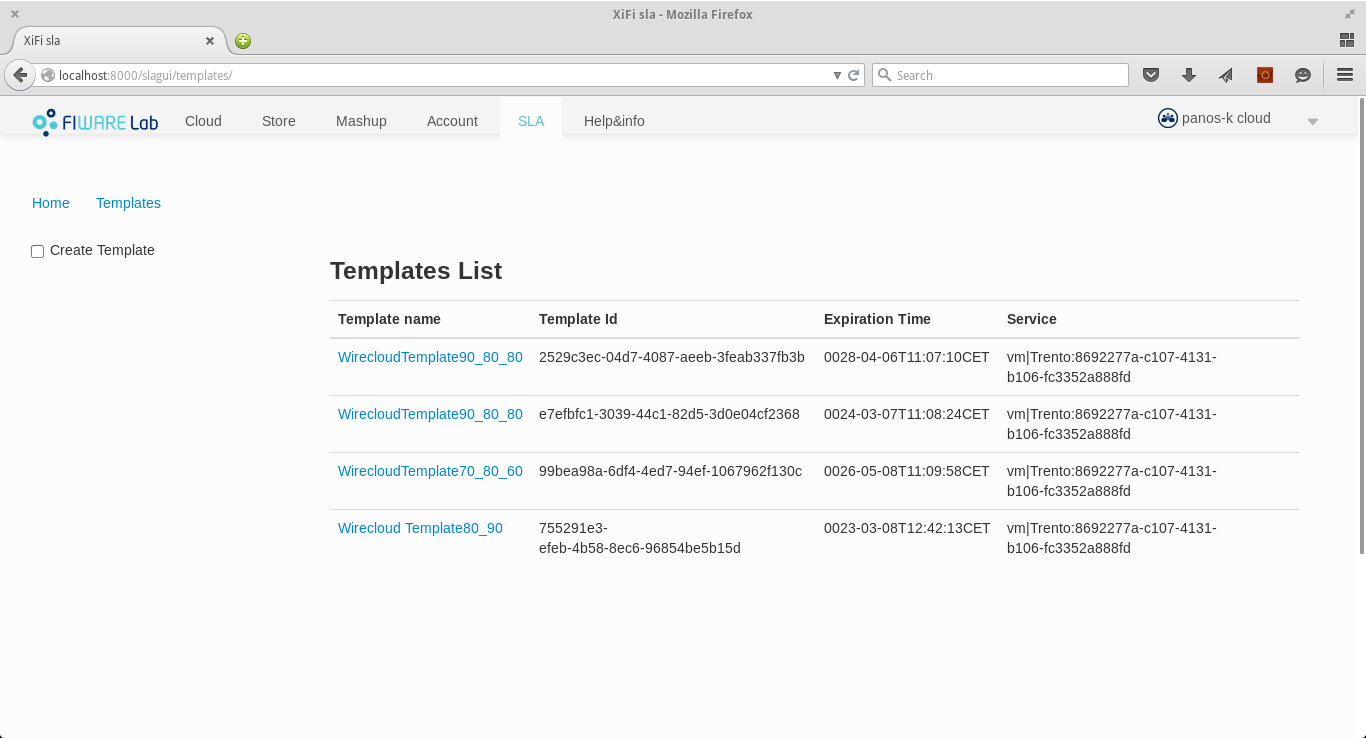 XiFi sla - Mozilla Firefox
XiFi sla
localhost:8000/slagui/templates/
Search
FIWARE Lab
Cloud
Store
Mashup
Account
SLA
Help&info
panos-k cloud
Home
Templates
Create Template
Templates List
Template name
Template Id
Expiration Time
Service
WirecloudTemplate90_80_80
2529c3ec-04d7-4087-aeeb-3feab337fb3b
0028-04-06T11:07:10CET
vm|Trento:8692277a-c107-4131-
b106-fc3352a888fd
WirecloudTemplate90_80_80
e7efbfc1-3039-44c1-82d5-3d0e04cf2368
0024-03-07T11:08:24CET
vm|Trento:8692277a-c107-4131-
b106-fc3352a888fd
WirecloudTemplate70_80_60
99bea98a-6df4-4ed7-94ef-1067962f130c
0026-05-08T11:09:58CET
vm|Trento:8692277a-c107-4131-
b106-fc3352a888fd
Wirecloud Template80_90
755291e3-
efeb-4b58-8ec6-96854be5b15d
0023-03-08T12:42:13CET
vm|Trento:8692277a-c107-4131-
b106-fc3352a888fd